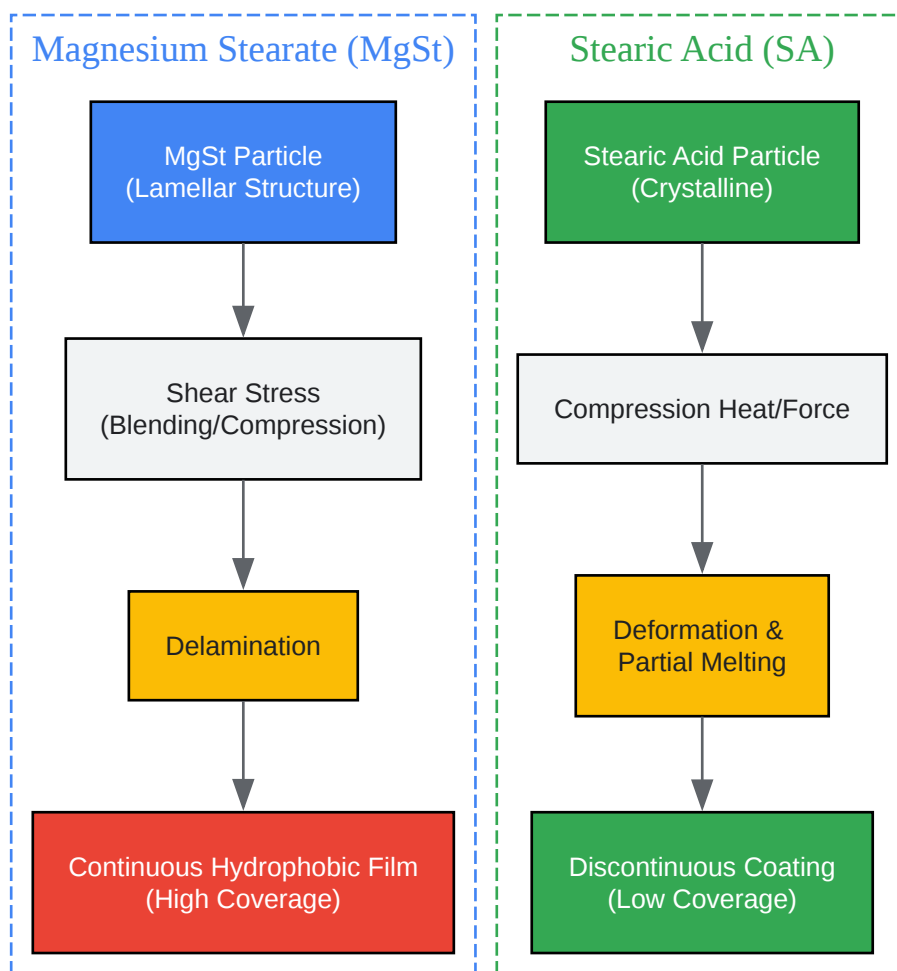 Magnesium Stearate (MgSt)
MgSt Particle
(Lamellar Structure)
Shear Stress
(Blending/Compression)
Delamination
Continuous Hydrophobic Film
(High Coverage)
Stearic Acid (SA)
Stearic Acid Particle
(Crystalline)
Compression Heat/Force
Deformation &
Partial Melting
Discontinuous Coating
(Low Coverage)